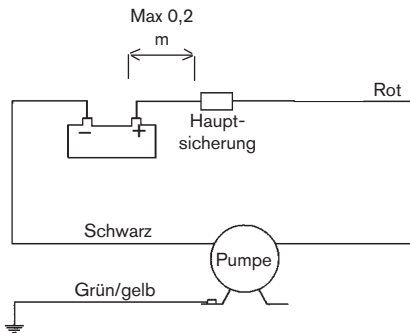 Max 0,2
m
Rot
Haupt-
sicherung
− +
Schwarz
Pumpe
Grün/gelb